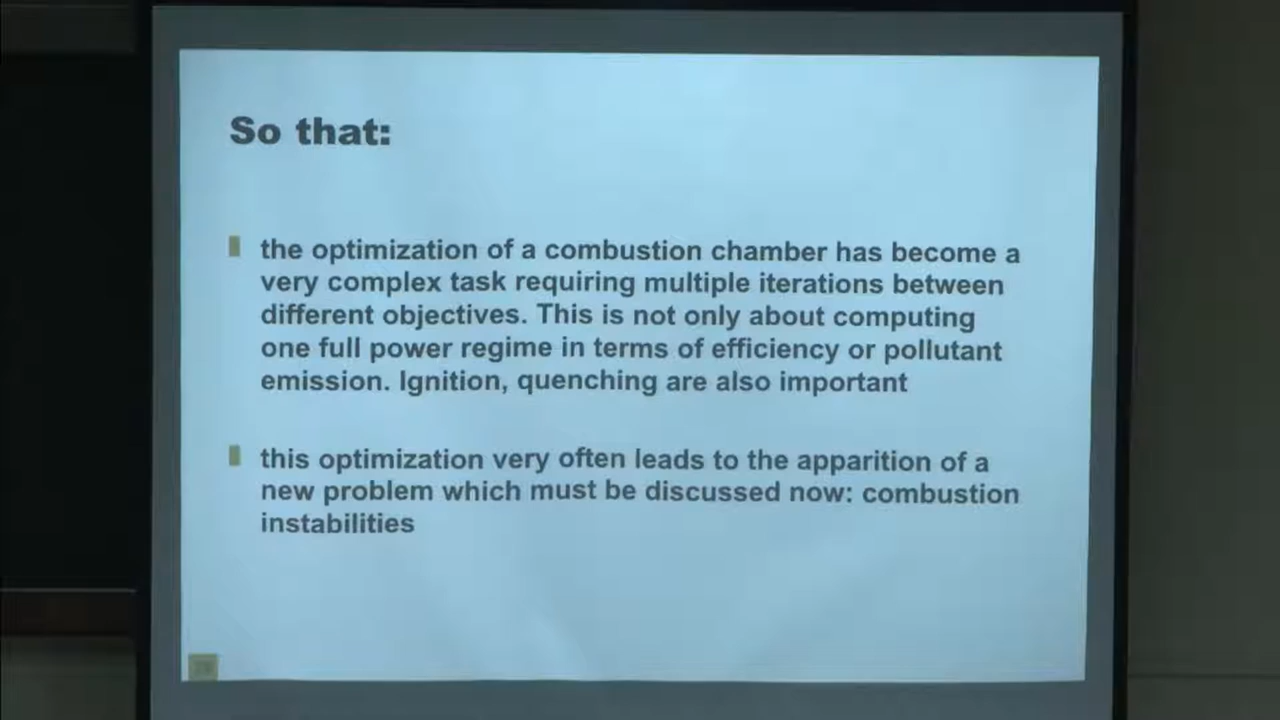 So that:
the optimization of a combustion chamber has become a
very complex task requiring multiple iterations between
different objectives. This is not only about computing
one full power regime in terms of efficiency or pollutant
emission. Ignition, quenching are also important
this optimization very often leads to the apparition of a
new problem which must be discussed now: combustion
instabilities